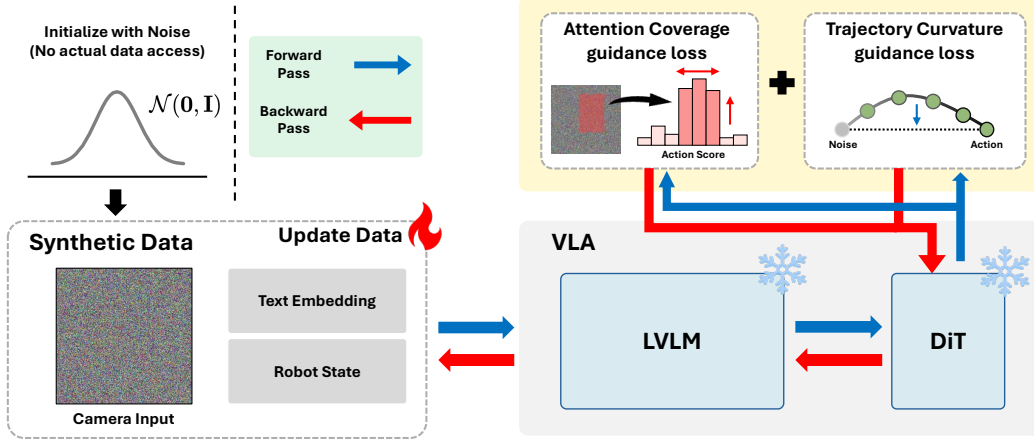 Initialize with Noise
(No actual data access)
𝒩(0, I)
Forward
Pass
Backward
Pass
Attention Coverage
guidance loss
Action Score
Trajectory Curvature
guidance loss
Noise
Action
Synthetic Data
Update Data
Text Embedding
Robot State
Camera Input
VLA
LVLM
DiT